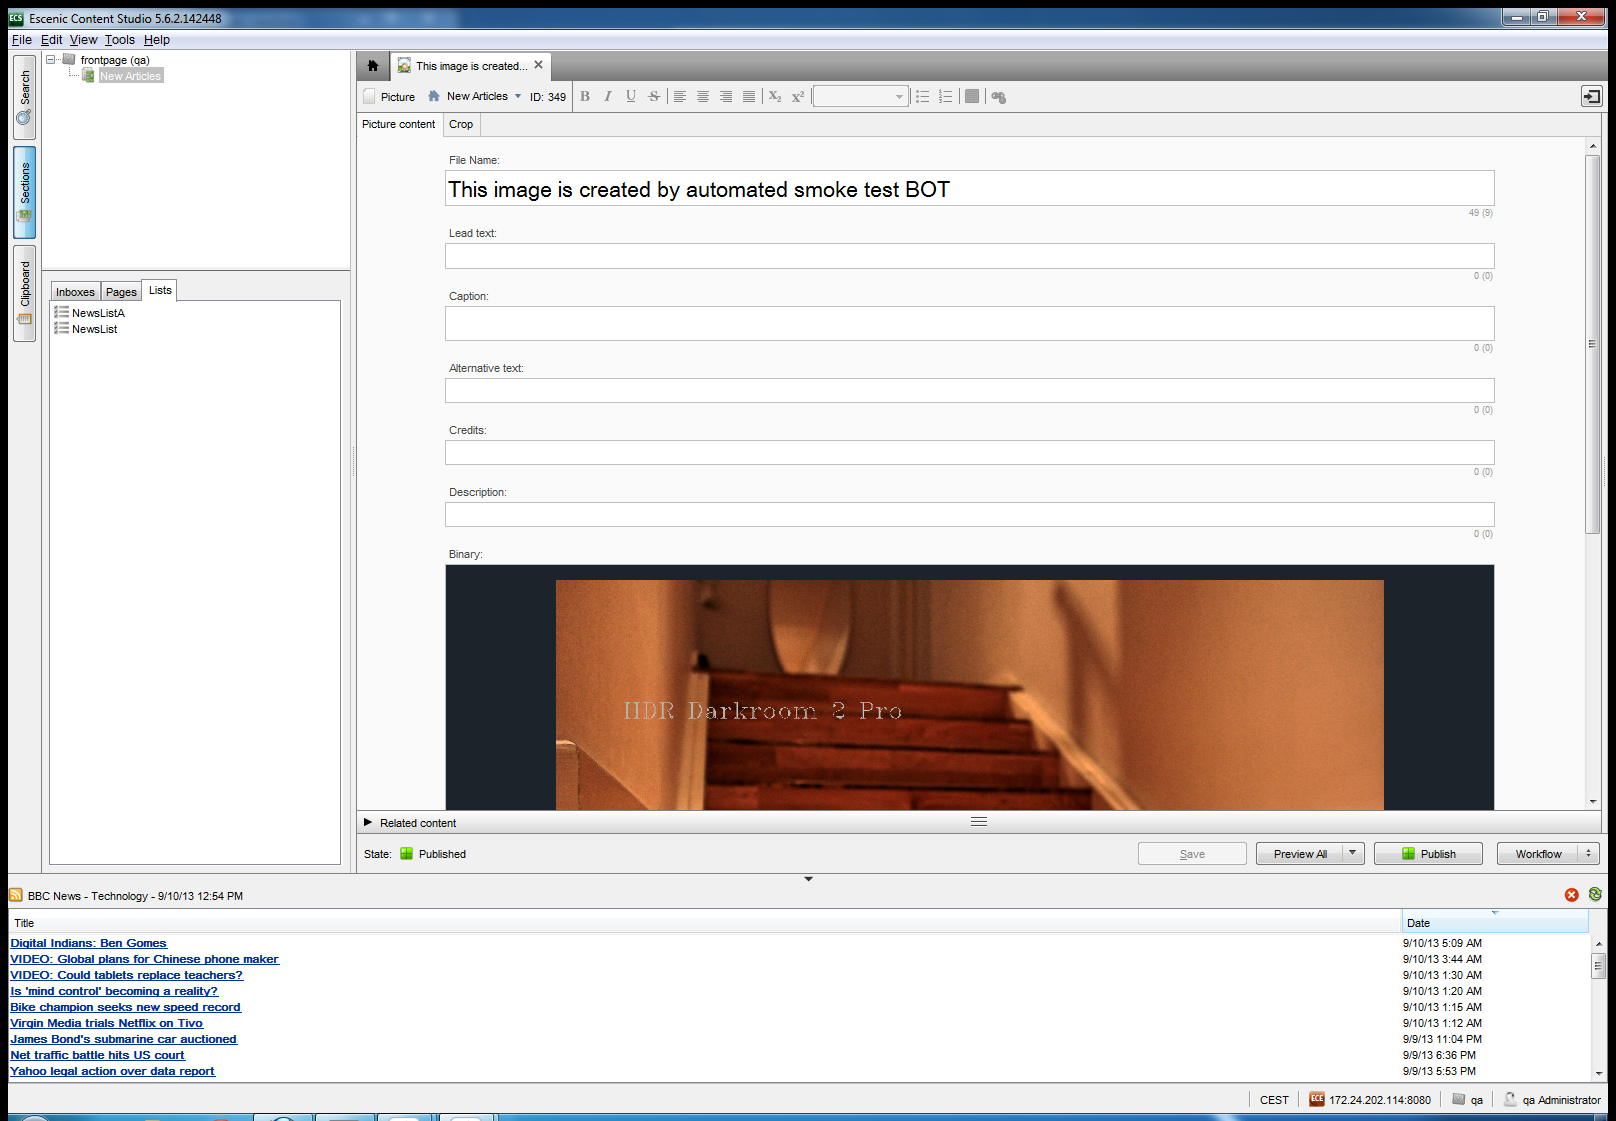 Escenic Content Studio 5.6.2.142448
File Edit View Tools Help
Search
Sections
Clipboard
frontpage (qa)
New Articles
Inboxes Pages Lists
NewsListA
NewsList
This image is created...
Picture New Articles ID: 349 B I U S X₂ X²
Picture content Crop
File Name:
This image is created by automated smoke test BOT
49 (9)
Lead text:
0 (0)
Caption:
0 (0)
Alternative text:
0 (0)
Credits:
0 (0)
Description:
0 (0)
Binary:
HDR Darkroom 2 Pro
Related content
State: Published Save Preview All Publish Workflow
BBC News - Technology - 9/10/13 12:54 PM
Title Date
Digital Indians: Ben Gomes 9/10/13 5:09 AM
VIDEO: Global plans for Chinese phone maker 9/10/13 3:44 AM
VIDEO: Could tablets replace teachers? 9/10/13 1:30 AM
Is 'mind control' becoming a reality? 9/10/13 1:20 AM
Bike champion seeks new speed record 9/10/13 1:15 AM
Virgin Media trials Netflix on Tivo 9/10/13 1:12 AM
James Bond's submarine car auctioned 9/9/13 11:04 PM
Net traffic battle hits US court 9/9/13 6:36 PM
Yahoo legal action over data report 9/9/13 5:53 PM
CEST ECE 172.24.202.114:8080 qa qa Administrator